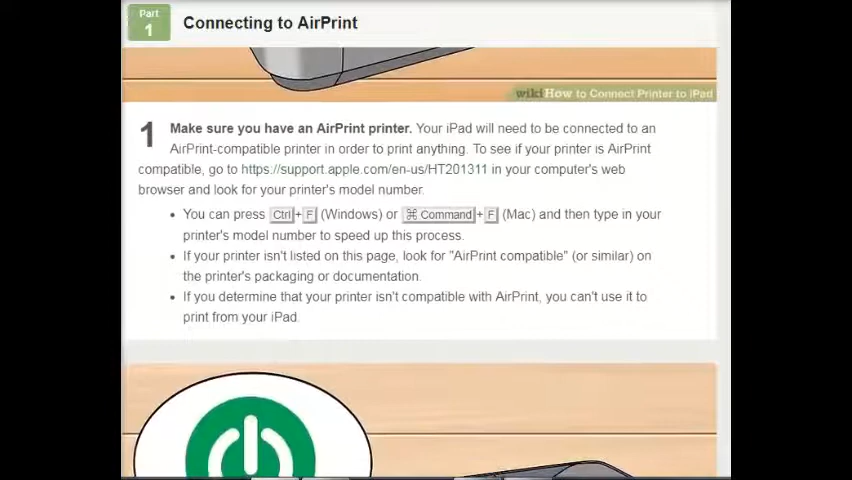 Part
1
Connecting to AirPrint
wikiHow to Connect Printer to iPad
1
Make sure you have an AirPrint printer. Your iPad will need to be connected to an
AirPrint-compatible printer in order to print anything. To see if your printer is AirPrint
compatible, go to https://support.apple.com/en-us/HT201311 in your computer's web
browser and look for your printer's model number.
• You can press Ctrl+F (Windows) or ⌘ Command+F (Mac) and then type in your
printer's model number to speed up this process.
• If your printer isn't listed on this page, look for "AirPrint compatible" (or similar) on
the printer's packaging or documentation.
• If you determine that your printer isn't compatible with AirPrint, you can't use it to
print from your iPad.